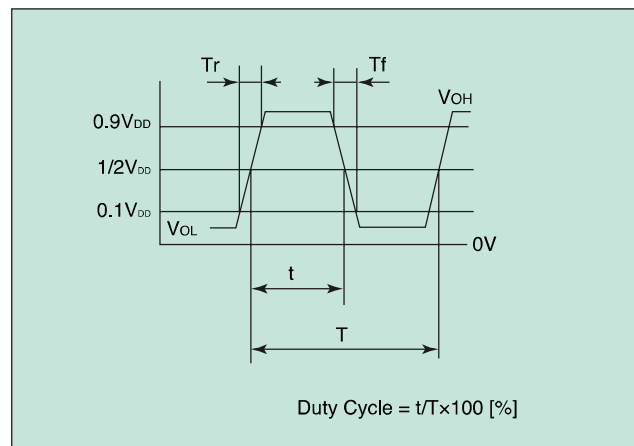 Tr
Tf
VOH
0.9VDD
1/2VDD
0.1VDD
VOL
0V
t
T
Duty Cycle = t/T×100 [%]